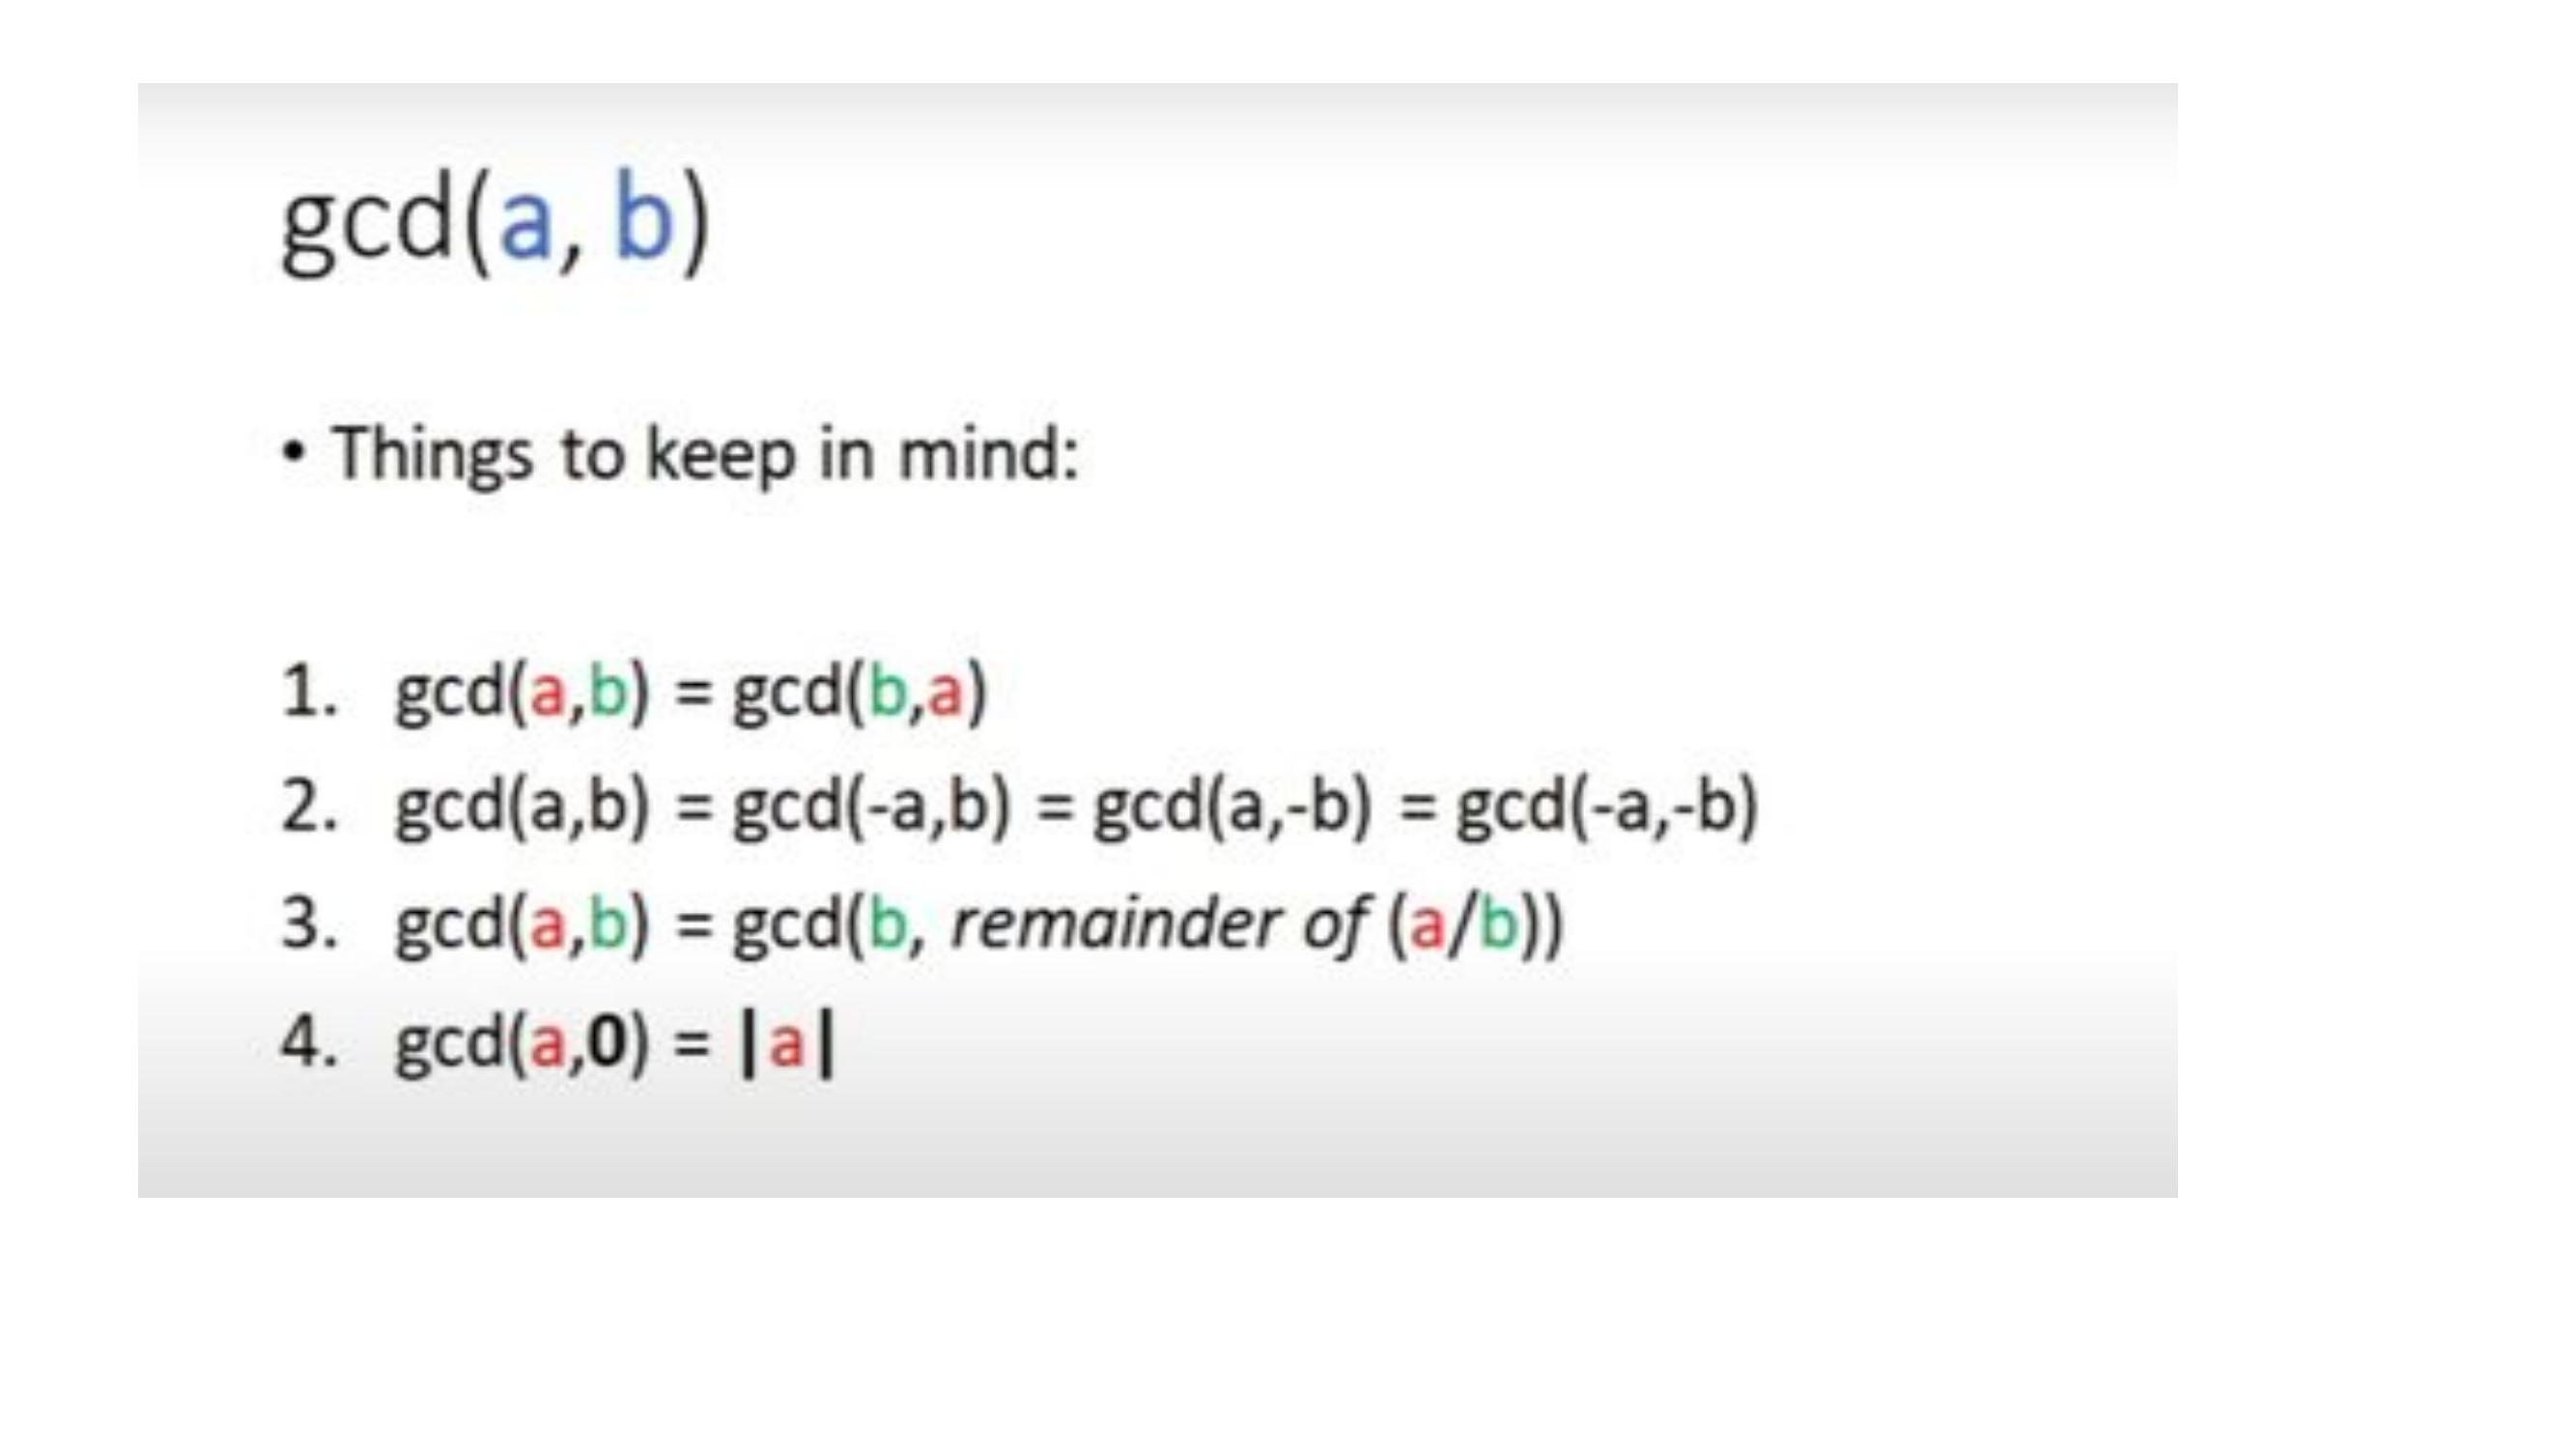 gcd(a, b)
• Things to keep in mind:
1. gcd(a,b) = gcd(b,a)
2. gcd(a,b) = gcd(-a,b) = gcd(a,-b) = gcd(-a,-b)
3. gcd(a,b) = gcd(b, remainder of (a/b))
4. gcd(a,0) = |a|